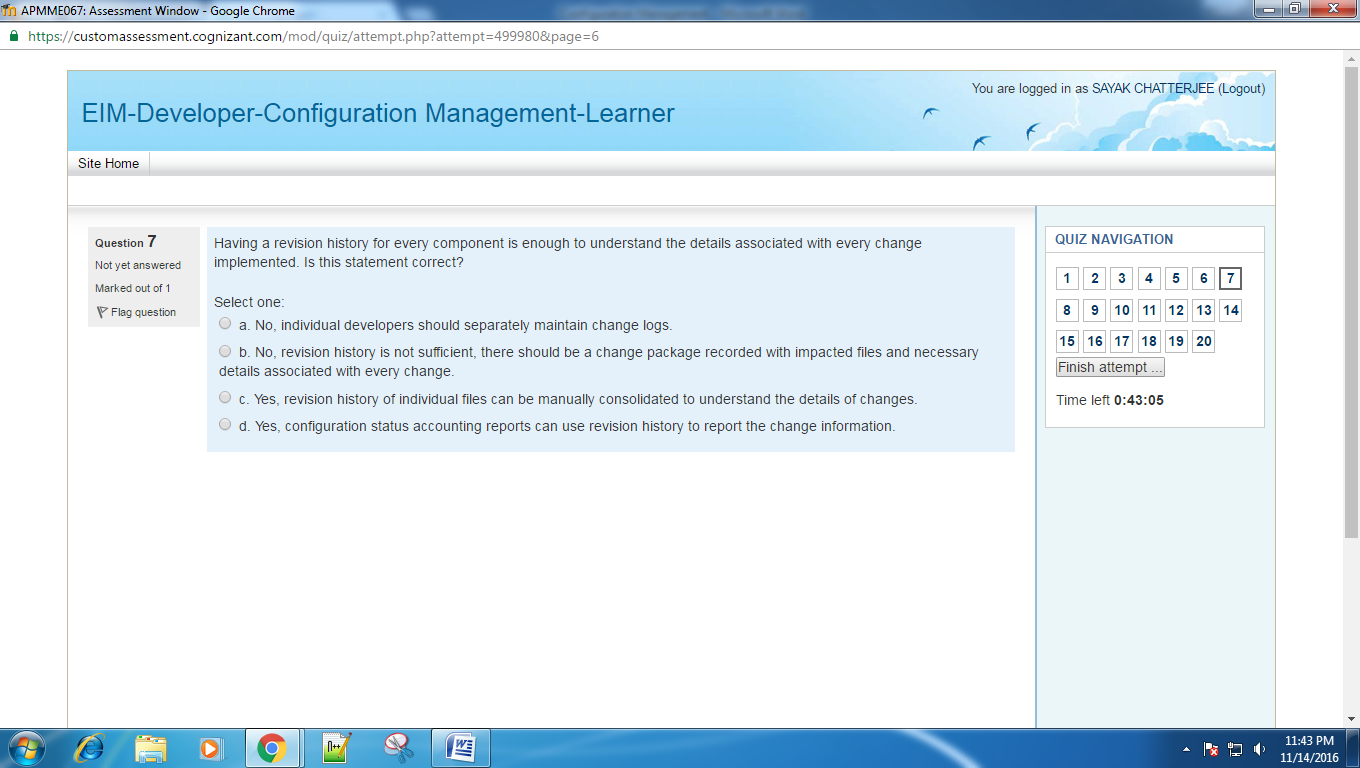 APMME067: Assessment Window - Google Chrome
https://customassessment.cognizant.com/mod/quiz/attempt.php?attempt=499980&page=6
You are logged in as SAYAK CHATTERJEE (Logout)
EIM-Developer-Configuration Management-Learner
Site Home
Question 7
Not yet answered
Marked out of 1
Flag question
Having a revision history for every component is enough to understand the details associated with every change
implemented. Is this statement correct?
Select one:
a. No, individual developers should separately maintain change logs.
b. No, revision history is not sufficient, there should be a change package recorded with impacted files and necessary
details associated with every change.
c. Yes, revision history of individual files can be manually consolidated to understand the details of changes.
d. Yes, configuration status accounting reports can use revision history to report the change information.
QUIZ NAVIGATION
1 2 3 4 5 6 7
8 9 10 11 12 13 14
15 16 17 18 19 20
Finish attempt ...
Time left 0:43:05
11:43 PM
11/14/2016